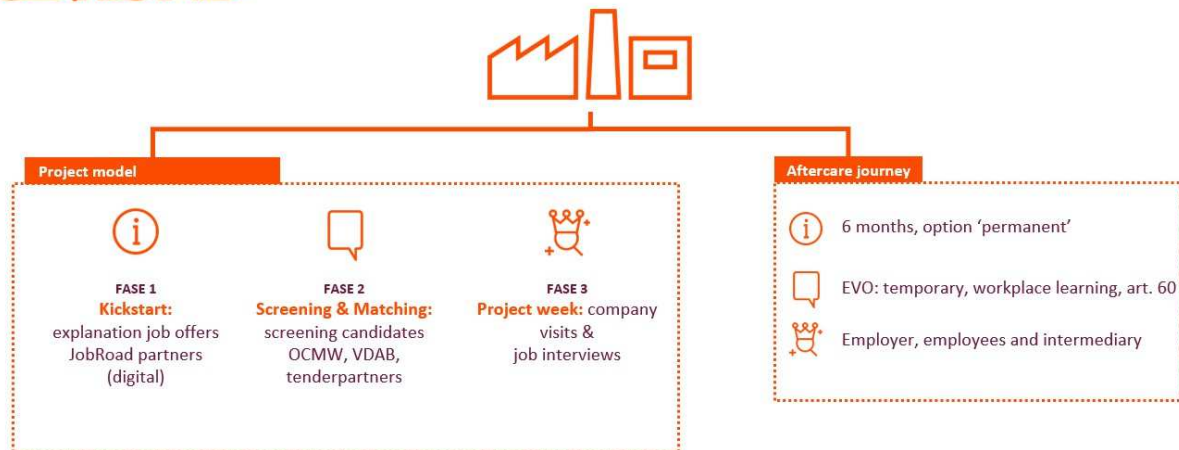 Project model
FASE 1
Kickstart:
explanation job offers
JobRoad partners
(digital)
FASE 2
Screening & Matching:
screening candidates
OCMW, VDAB,
tenderpartners
FASE 3
Project week: company
visits &
job interviews
Aftercare journey
6 months, option ‘permanent’
EVO: temporary, workplace learning, art. 60
Employer, employees and intermediary